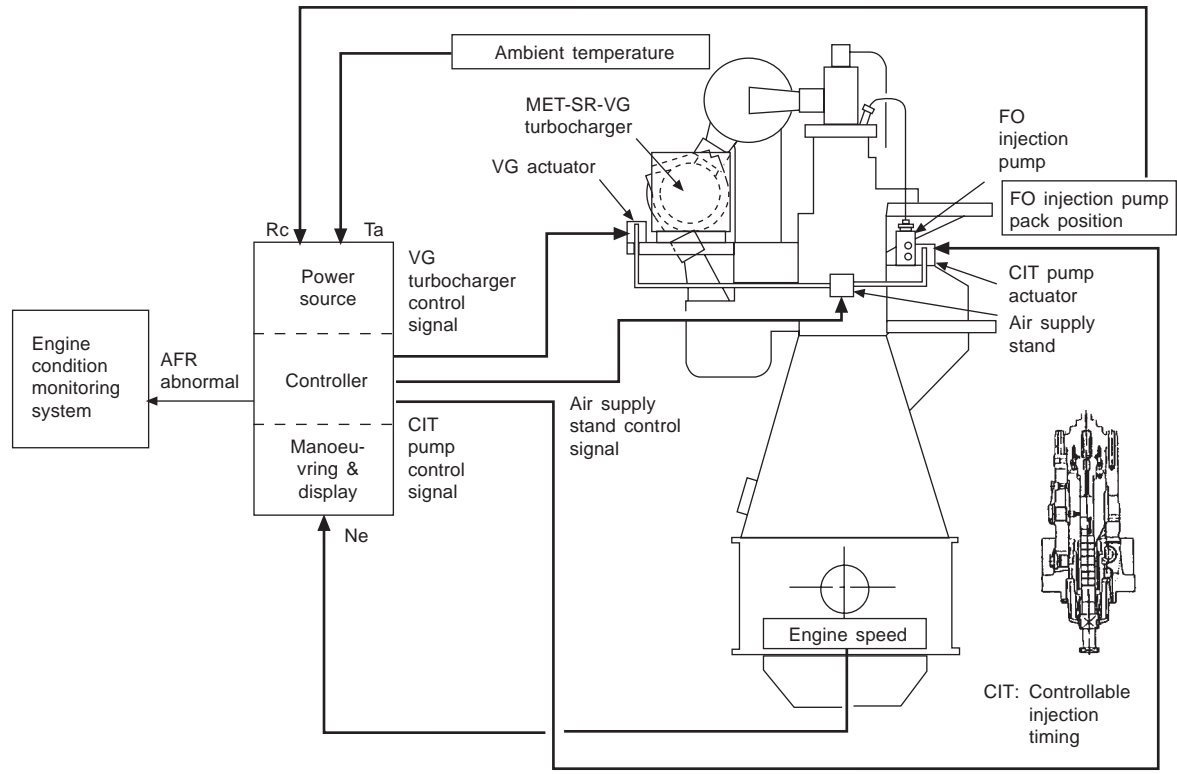 Ambient temperature
MET-SR-VG
turbocharger
VG actuator
FO
injection
pump
FO injection pump
pack position
Rc
Ta
Power
source
VG
turbocharger
control
signal
CIT pump
actuator
Air supply
stand
Engine
condition
monitoring
system
AFR
abnormal
Controller
Air supply
stand control
signal
Manoeu-
vring &
display
CIT
pump
control
signal
Ne
Engine speed
CIT: Controllable
injection
timing